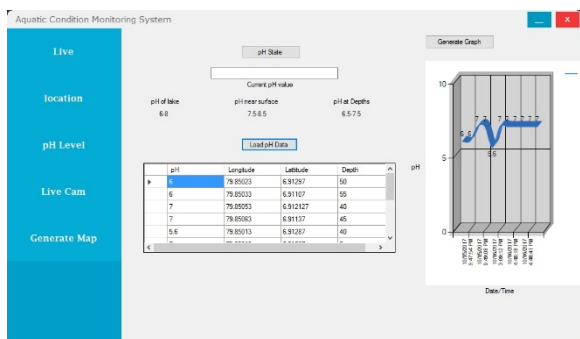 Aquatic Condition Monitoring System
X
Live
location
pH Level
Live Cam
Generate Map
pH State
Current pH value
pH of lake pH near surface pH at Depths
6-8 7.5-8.5 6.5-7.5
Load pH Data
pH Longitude Latitude Depth
6 79.85023 6.91297 50
6 79.85033 6.91107 55
7 79.85053 6.912127 40
7 79.85063 6.91137 45
5.6 79.85013 6.91287 40
Generate Graph
10
7 7 7 7 7 7 7
6 6
5.6
5
pH
0
Date/Time